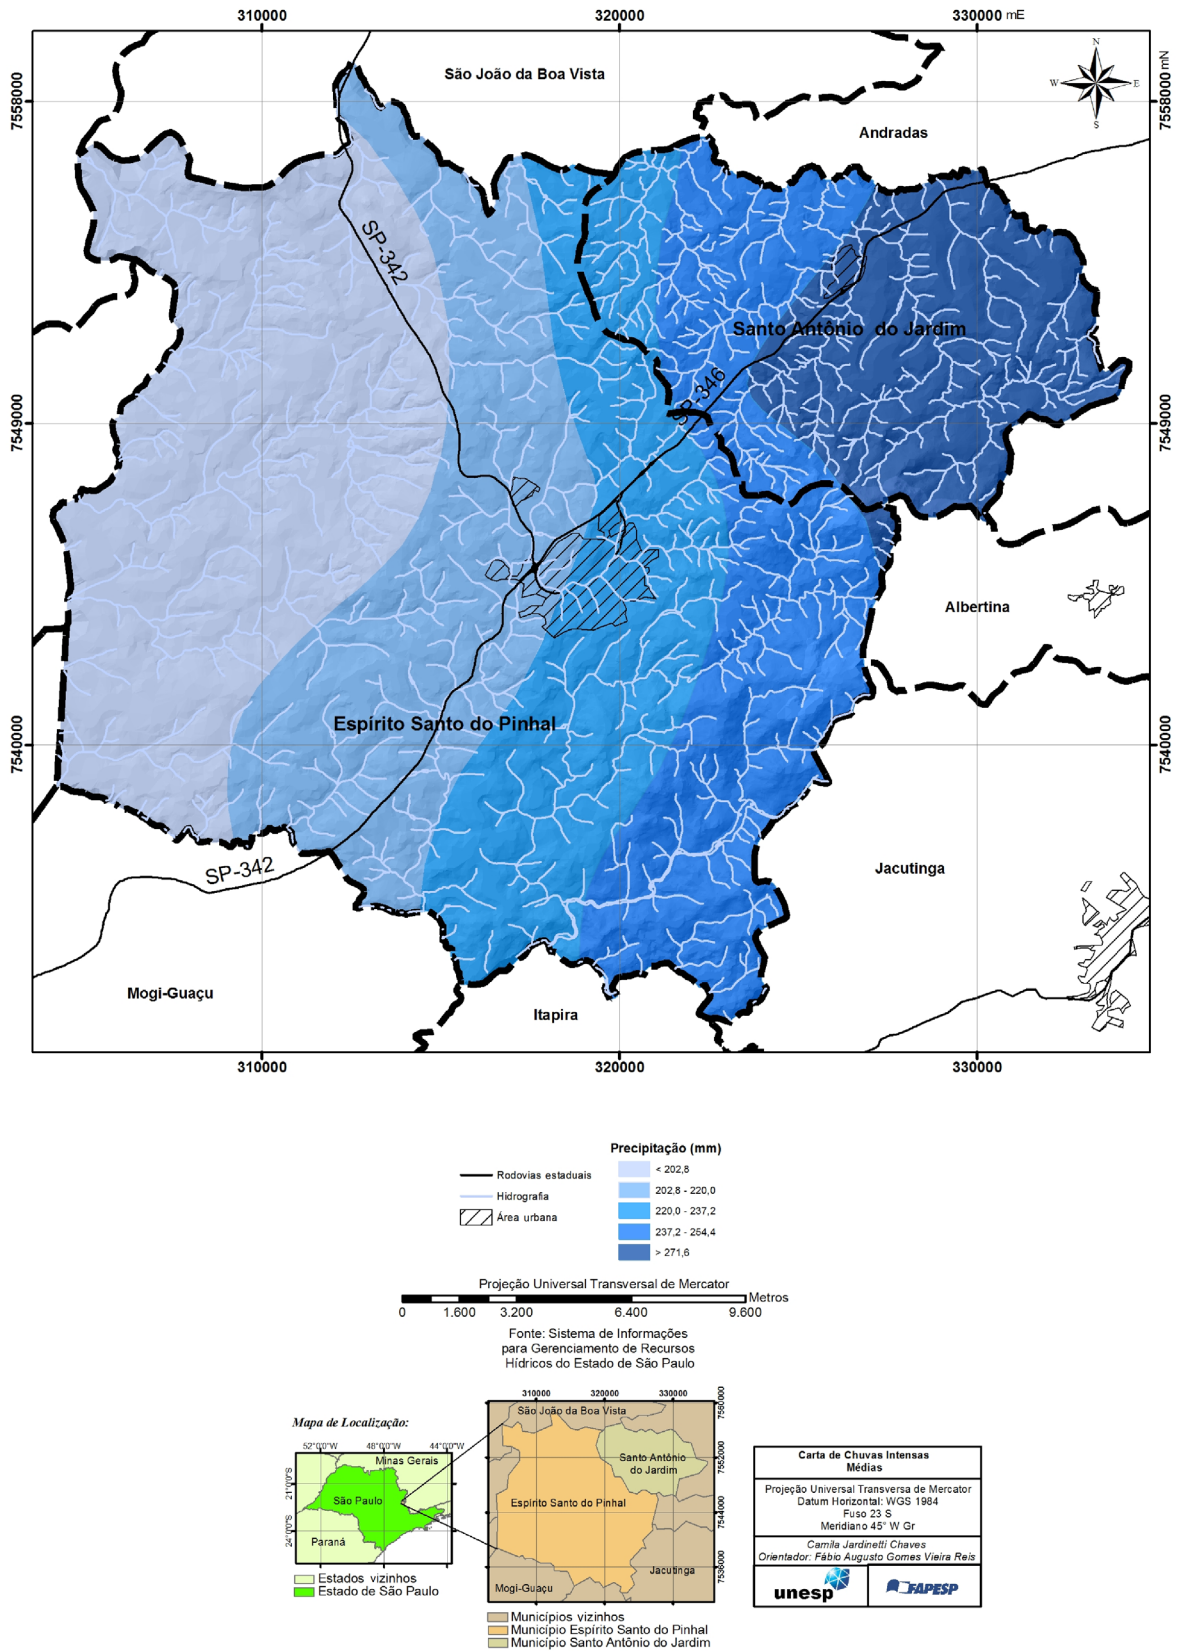 310000
320000
330000 mE
7558000
7558000 mN
São João da Boa Vista
Andradas
N
W
E
S
SP-342
Santo Antônio do Jardim
SP-346
7549000
7549000
Albertina
Espírito Santo do Pinhal
7540000
7540000
SP-342
Jacutinga
Mogi-Guaçu
Itapira
310000
320000
330000
Precipitação (mm)
Rodovias estaduais
Hidrografia
Área urbana
< 202,8
202,8 - 220,0
220,0 - 237,2
237,2 - 254,4
> 271,6
Projeção Universal Transversal de Mercator
Metros
0 1.600 3.200 6.400 9.600
Fonte: Sistema de Informações
para Gerenciamento de Recursos
Hídricos do Estado de São Paulo
Mapa de Localização:
52°0'0"W 48°0'0"W 44°0'0"W
21°0'0"S
24°0'0"S
Minas Gerais
São Paulo
Paraná
Estados vizinhos
Estado de São Paulo
310000 320000 330000
7560000
7552000
7544000
7536000
São João da Boa Vista
Santo Antônio
do Jardim
Espírito Santo do Pinhal
Jacutinga
Mogi-Guaçu
Municípios vizinhos
Município Espírito Santo do Pinhal
Município Santo Antônio do Jardim
Carta de Chuvas Intensas
Médias
Projeção Universal Transversa de Mercator
Datum Horizontal: WGS 1984
Fuso 23 S
Meridiano 45° W Gr
Camila Jardinetti Chaves
Orientador: Fábio Augusto Gomes Vieira Reis
unesp
FAPESP